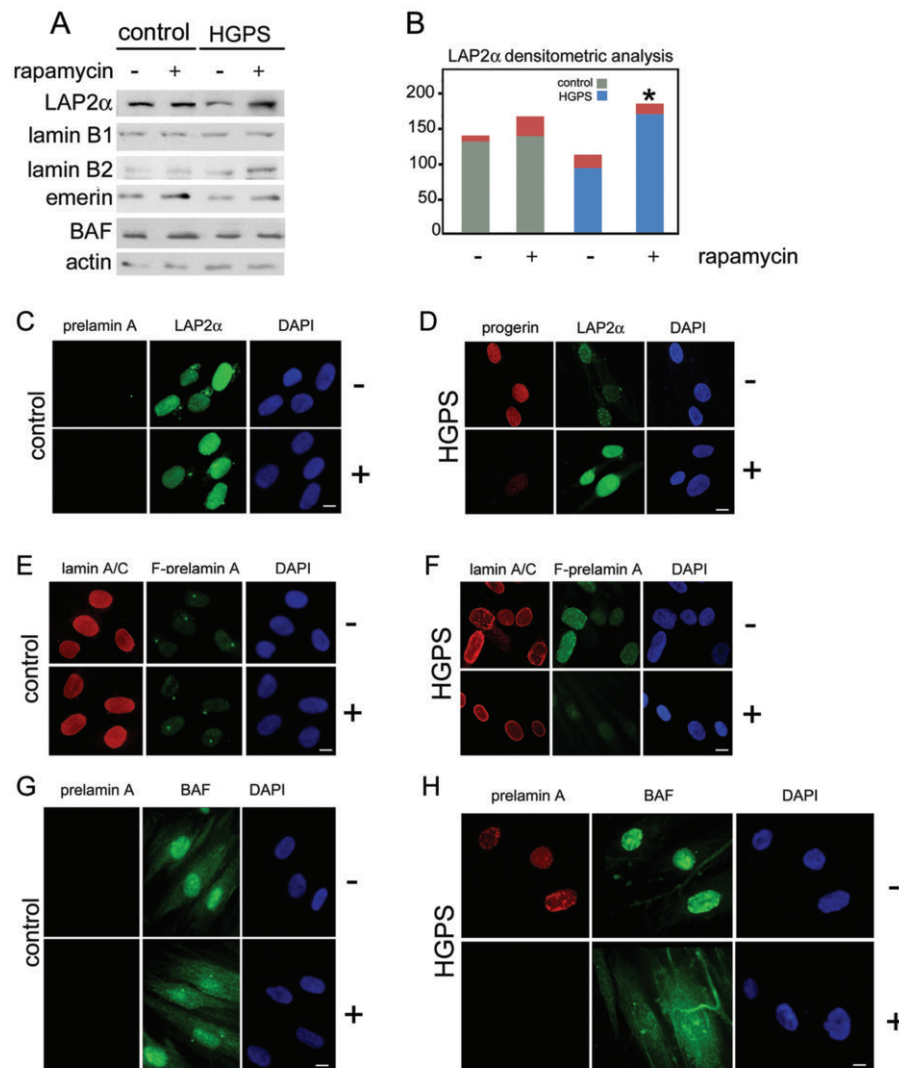 A
control HGPS
rapamycin - + - +
LAP2α
lamin B1
lamin B2
emerin
BAF
actin
B
LAP2α densitometric analysis
control
HGPS
200
150
100
50
0
*
- + - + rapamycin
C
prelamin A LAP2α DAPI
control
-
+
D
progerin LAP2α DAPI
HGPS
-
+
E
lamin A/C F-prelamin A DAPI
control
-
+
F
lamin A/C F-prelamin A DAPI
HGPS
-
+
G
prelamin A BAF DAPI
control
-
+
H
prelamin A BAF DAPI
HGPS
-
+